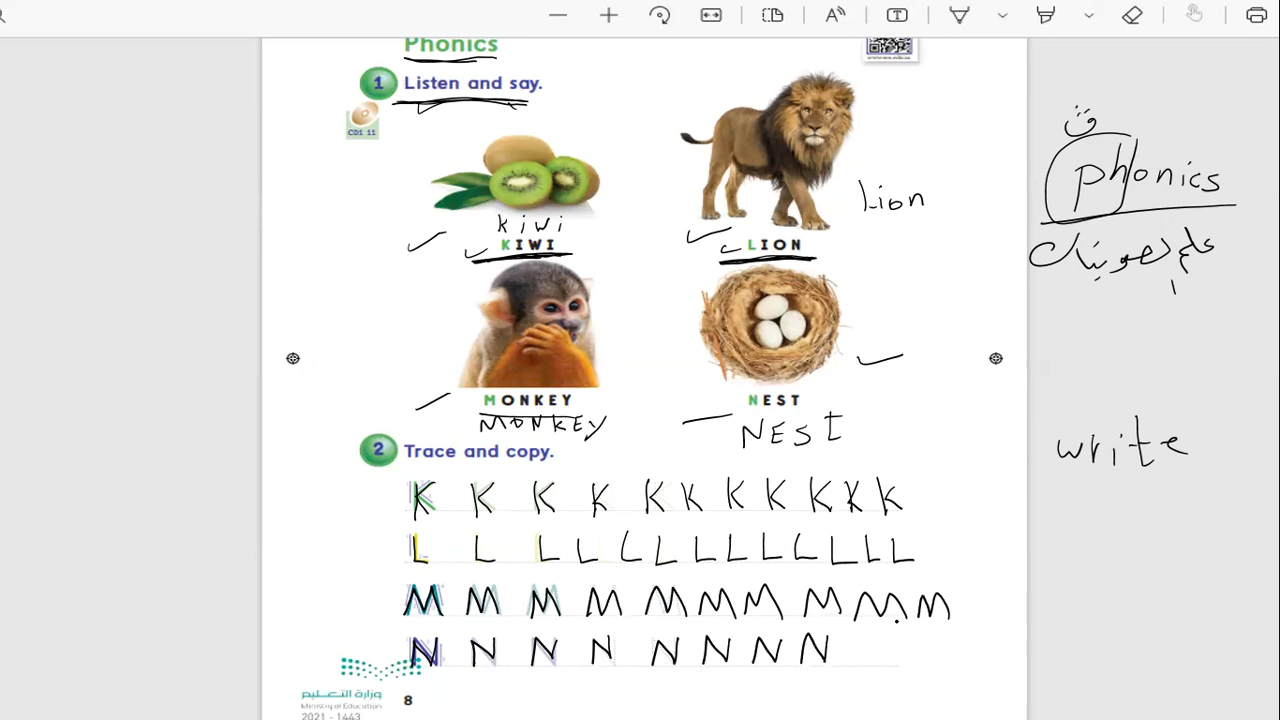 Phonics
1 Listen and say.
CD1 11
ف
phonics
علم صوتيات
kiwi
Lion
KIWI
LION
MONKEY
NEST
MONKEY
NEST
2 Trace and copy.
write
K K K K K K K K K K K
L L L L L L L L L L L L L
M M M M M M M M M M
N N N N N N N N
وزارة التعليم
Ministry of Education
2021 - 1443
8